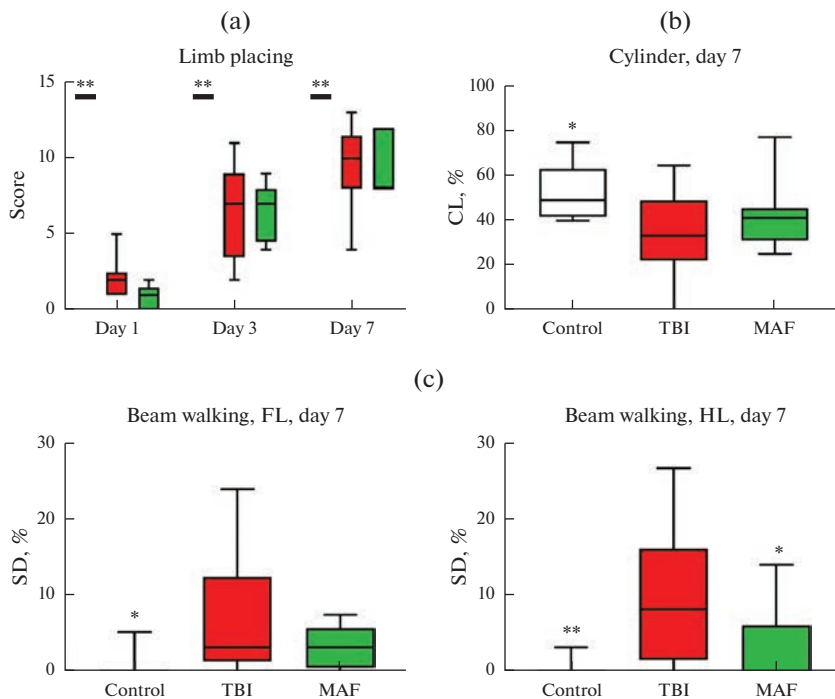 (a)
Limb placing
15
10
5
0
Score
** ** **
Day 1 Day 3 Day 7
(b)
Cylinder, day 7
100
80
60
40
20
0
CL, %
*
Control TBI MAF
(c)
Beam walking, FL, day 7
30
20
10
0
SD, %
*
Control TBI MAF
Beam walking, HL, day 7
30
20
10
0
SD, %
**
*
Control TBI MAF